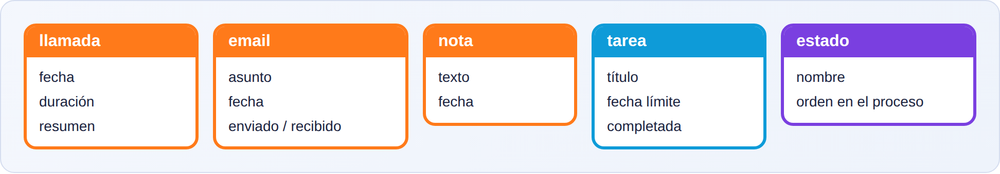 llamada
fecha
duración
resumen
email
asunto
fecha
enviado / recibido
nota
texto
fecha
tarea
título
fecha límite
completada
estado
nombre
orden en el proceso